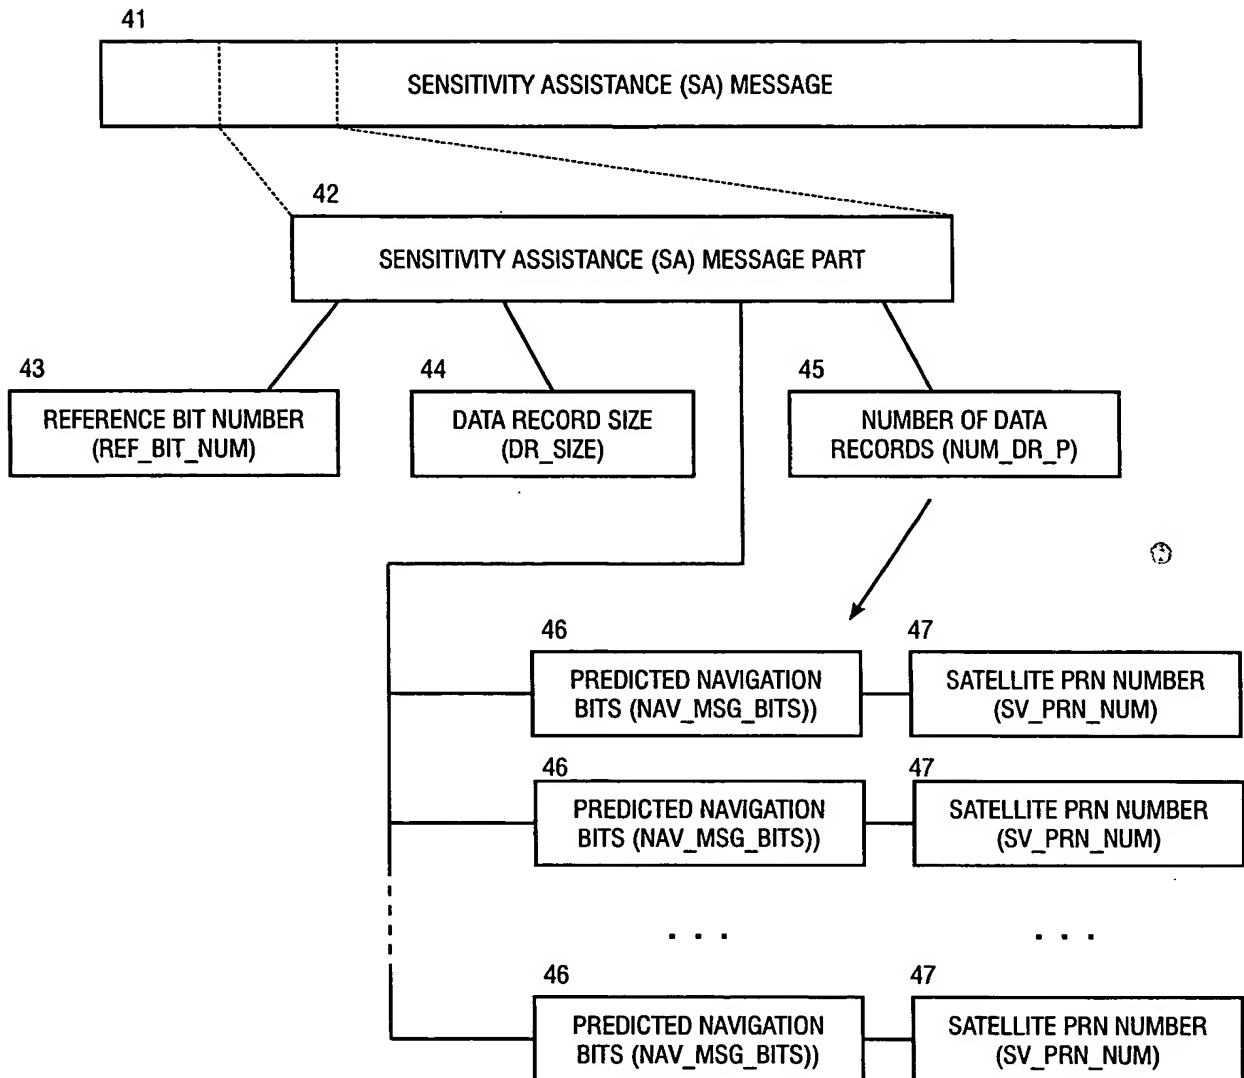 41
SENSITIVITY ASSISTANCE (SA) MESSAGE
42
SENSITIVITY ASSISTANCE (SA) MESSAGE PART
43
REFERENCE BIT NUMBER
(REF_BIT_NUM)
44
DATA RECORD SIZE
(DR_SIZE)
45
NUMBER OF DATA
RECORDS (NUM_DR_P)
46
PREDICTED NAVIGATION
BITS (NAV_MSG_BITS))
47
SATELLITE PRN NUMBER
(SV_PRN_NUM)
46
PREDICTED NAVIGATION
BITS (NAV_MSG_BITS))
47
SATELLITE PRN NUMBER
(SV_PRN_NUM)
. . .
. . .
46
PREDICTED NAVIGATION
BITS (NAV_MSG_BITS))
47
SATELLITE PRN NUMBER
(SV_PRN_NUM)